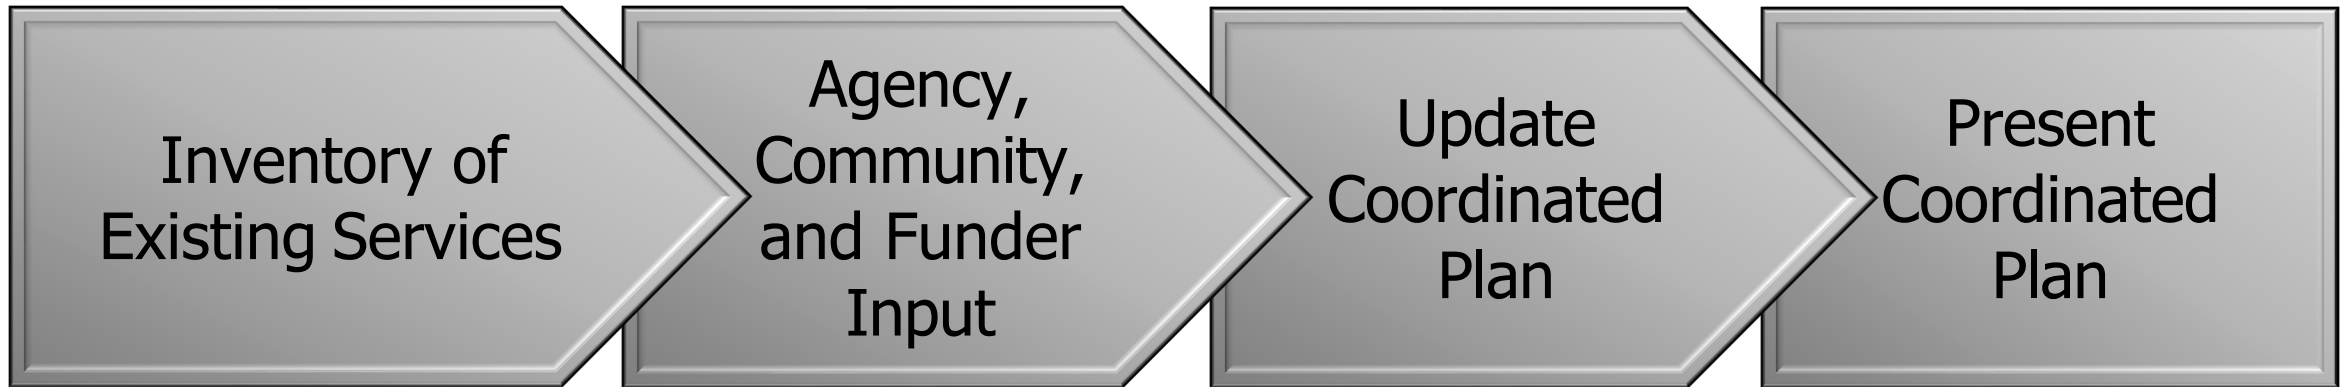 Inventory of
Existing Services
Agency,
Community,
and Funder
Input
Update
Coordinated
Plan
Present
Coordinated
Plan